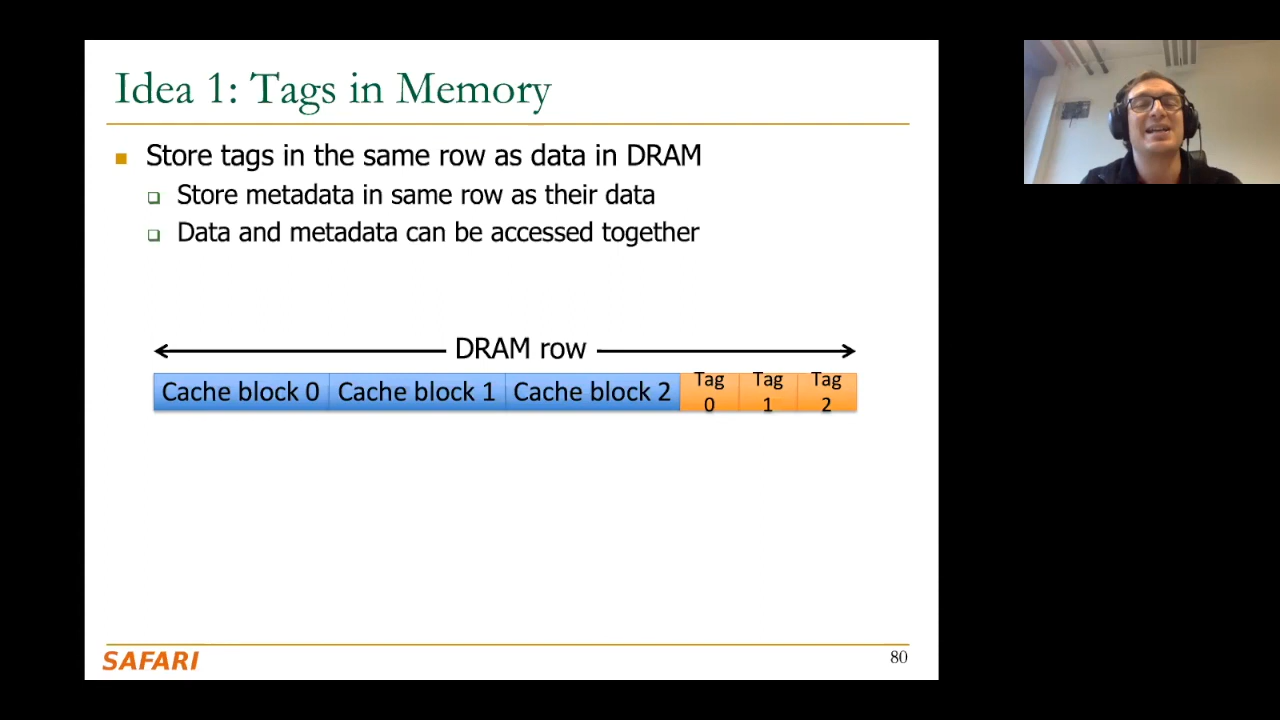 Idea 1: Tags in Memory
Store tags in the same row as data in DRAM
Store metadata in same row as their data
Data and metadata can be accessed together
DRAM row
Cache block 0 Cache block 1 Cache block 2 Tag 0 Tag 1 Tag 2
SAFARI
80